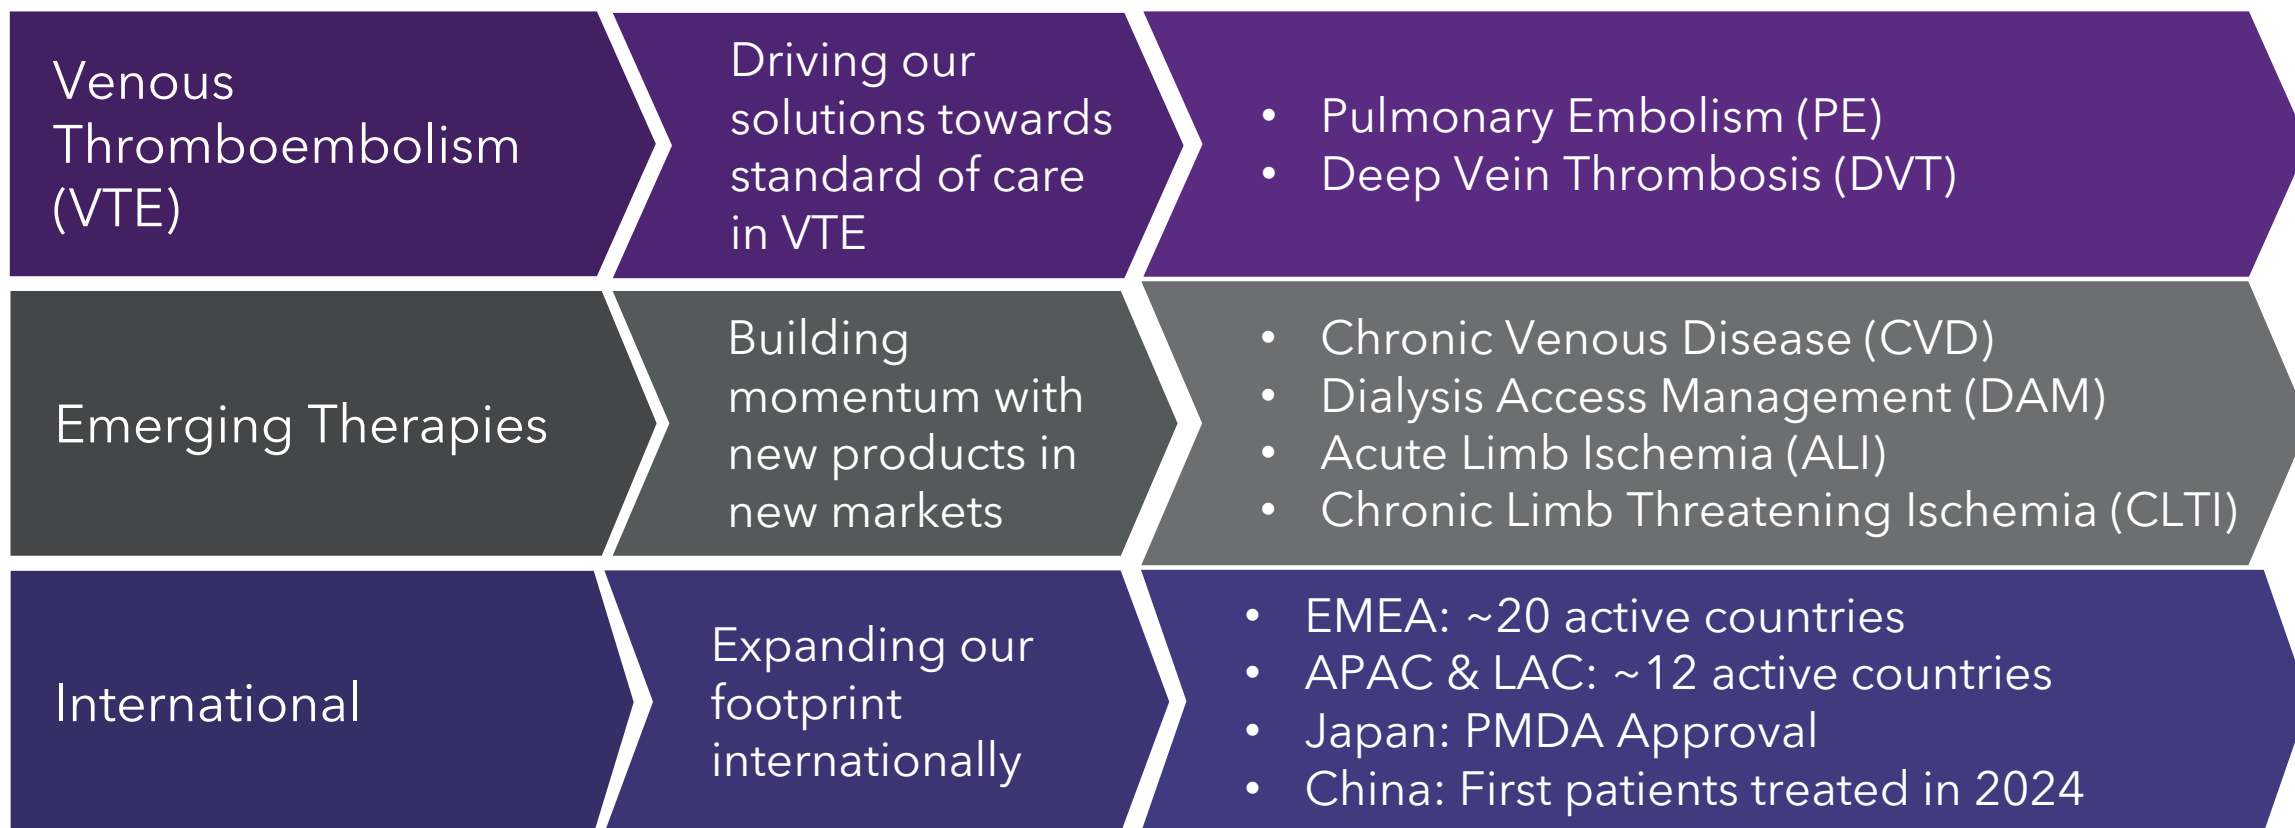 Venous
Thromboembolism
(VTE)
Driving our
solutions towards
standard of care
in VTE
• Pulmonary Embolism (PE)
• Deep Vein Thrombosis (DVT)
Emerging Therapies
Building
momentum with
new products in
new markets
• Chronic Venous Disease (CVD)
• Dialysis Access Management (DAM)
• Acute Limb Ischemia (ALI)
• Chronic Limb Threatening Ischemia (CLTI)
International
Expanding our
footprint
internationally
• EMEA: ~20 active countries
• APAC & LAC: ~12 active countries
• Japan: PMDA Approval
• China: First patients treated in 2024